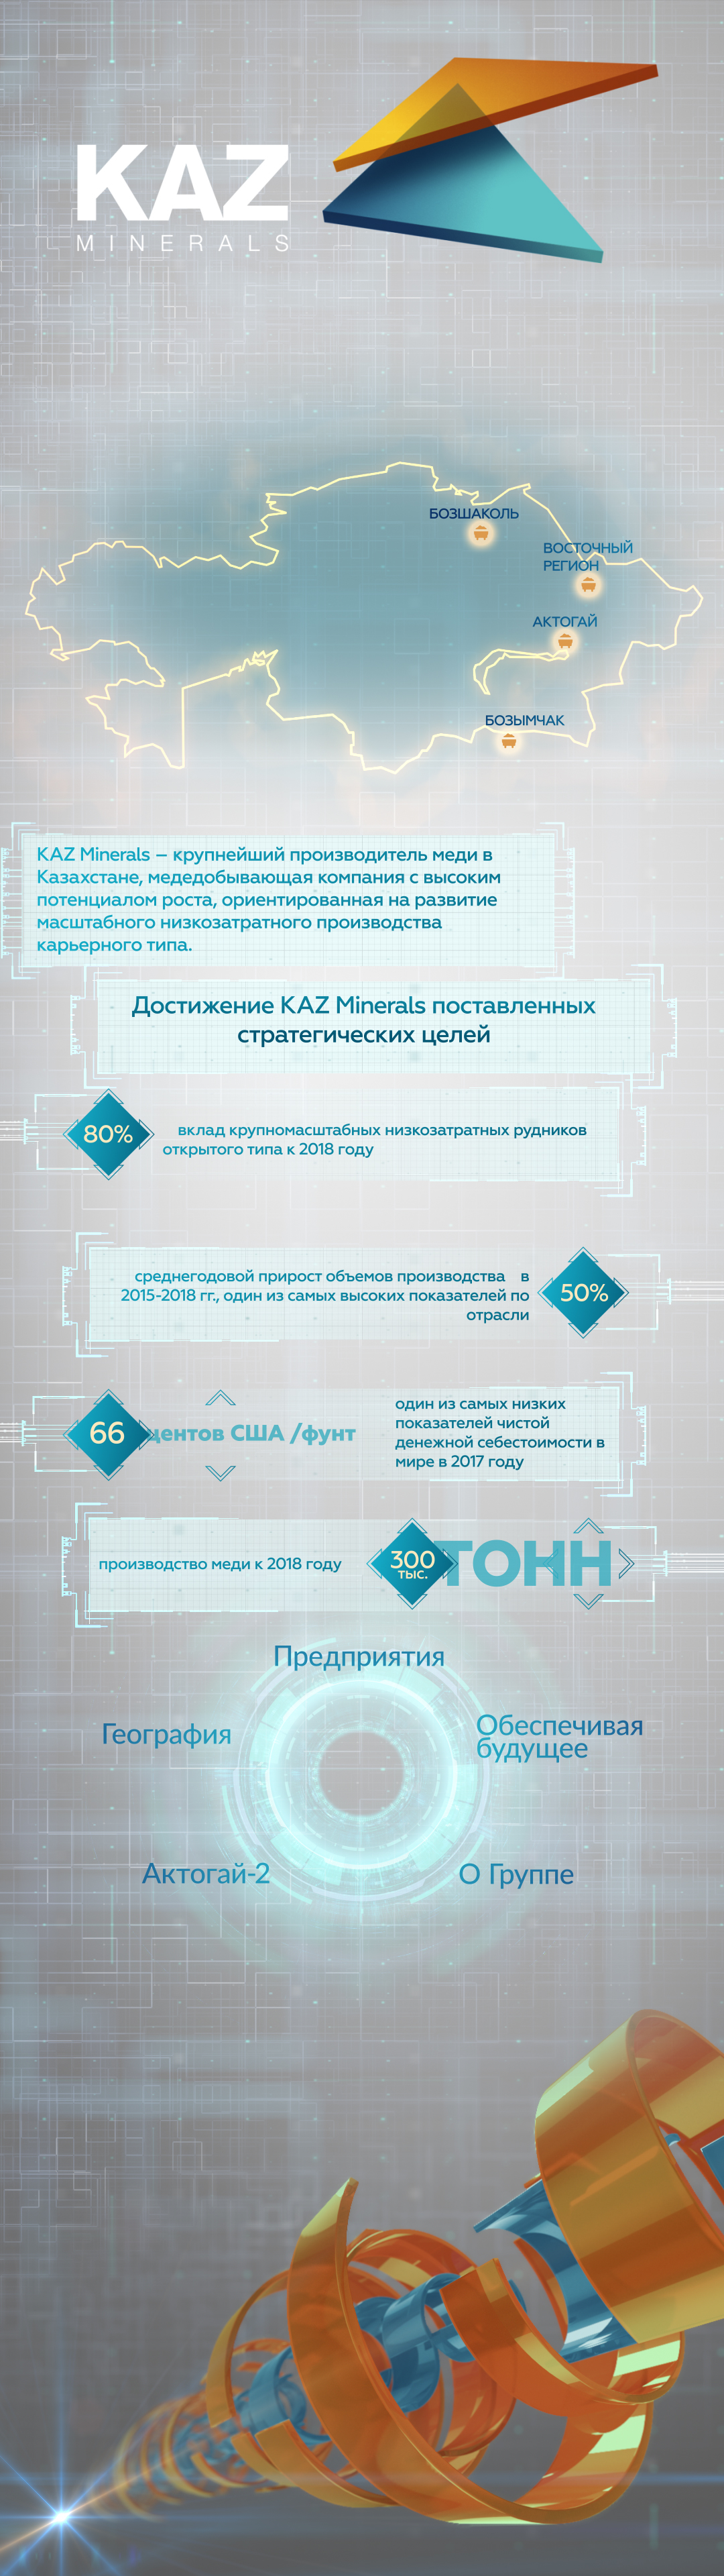 KAZ
MINERALS
БОЗШАКОЛЬ
ВОСТОЧНЫЙ
РЕГИОН
АКТОГАЙ
БОЗЫМЧАК
KAZ Minerals – крупнейший производитель меди в
Казахстане, медедобывающая компания с высоким
потенциалом роста, ориентированная на развитие
масштабного низкозатратного производства
карьерного типа.
Достижение KAZ Minerals поставленных
стратегических целей
80%
вклад крупномасштабных низкозатратных рудников
открытого типа к 2018 году
среднегодовой прирост объемов производства в
2015-2018 гг., один из самых высоких показателей по
отрасли
50%
66
центов США /фунт
один из самых низких
показателей чистой
денежной себестоимости в
мире в 2017 году
производство меди к 2018 году
300
тыс.
ТОНН
Предприятия
География
Обеспечивая
будущее
Актогай-2
О Группе